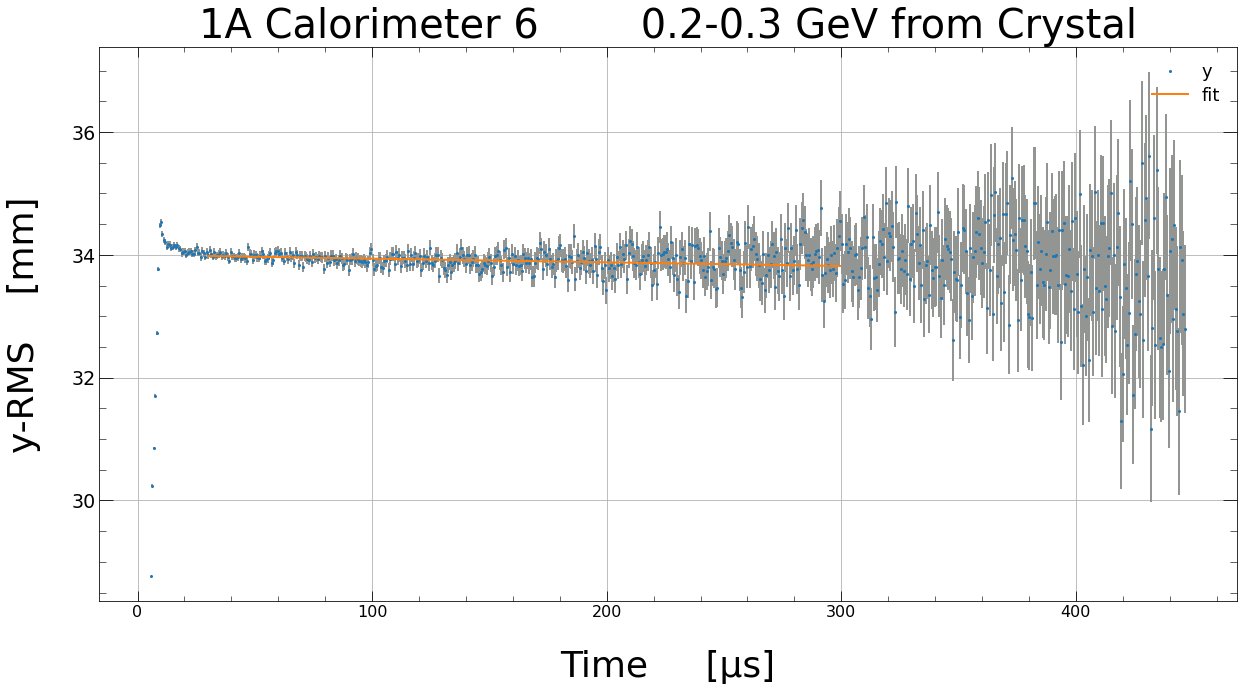 1A Calorimeter 6 0.2-0.3 GeV from Crystal
y
fit
y-RMS [mm]
36
34
32
30
0 100 200 300 400
Time [μs]